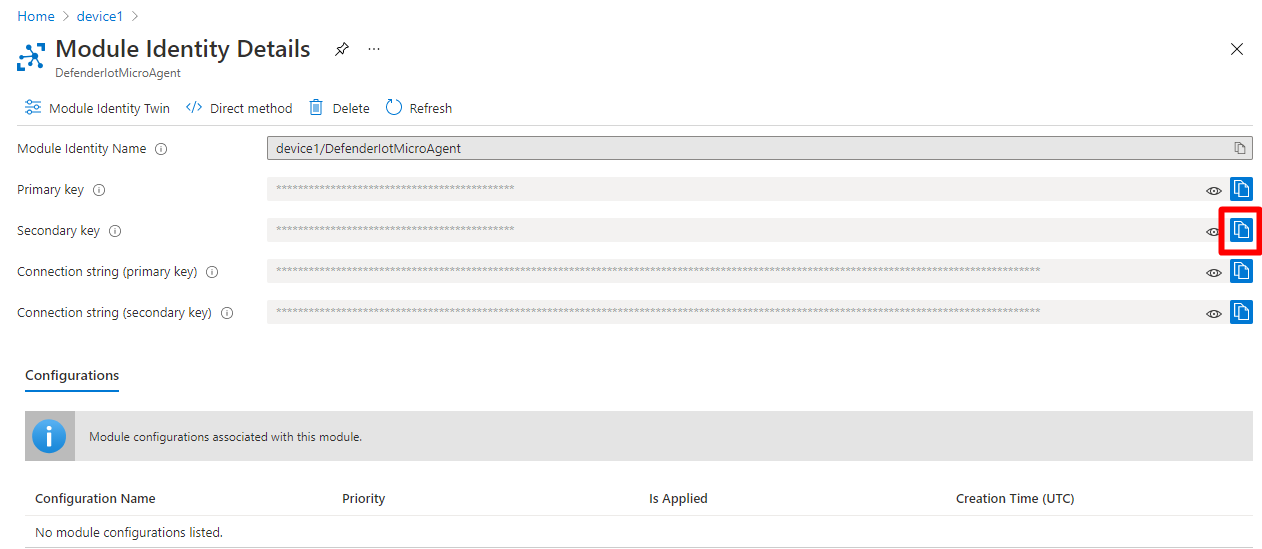 Home > device1 >
Module Identity Details
DefenderIotMicroAgent
Module Identity Twin </> Direct method Delete Refresh
Module Identity Name device1/DefenderIotMicroAgent
Primary key ********************************************
Secondary key ********************************************
Connection string (primary key) **********************************************************************************************************************************************
Connection string (secondary key) **********************************************************************************************************************************************
Configurations
Module configurations associated with this module.
Configuration Name Priority Is Applied Creation Time (UTC)
No module configurations listed.